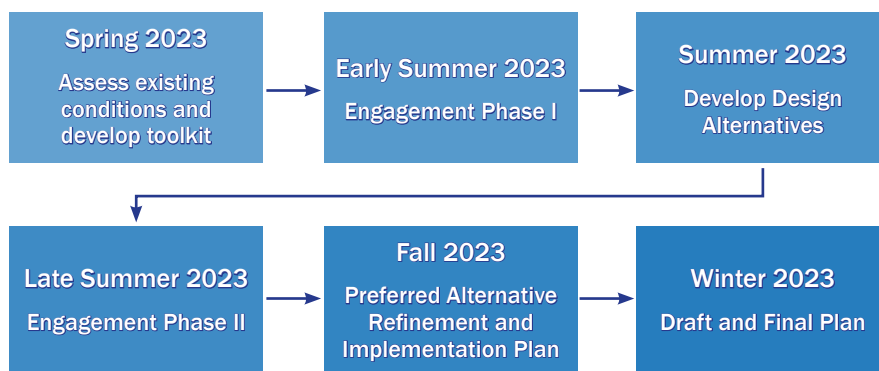 Spring 2023
Assess existing
conditions and
develop toolkit
Early Summer 2023
Engagement Phase I
Summer 2023
Develop Design
Alternatives
Late Summer 2023
Engagement Phase II
Fall 2023
Preferred Alternative
Refinement and
Implementation Plan
Winter 2023
Draft and Final Plan